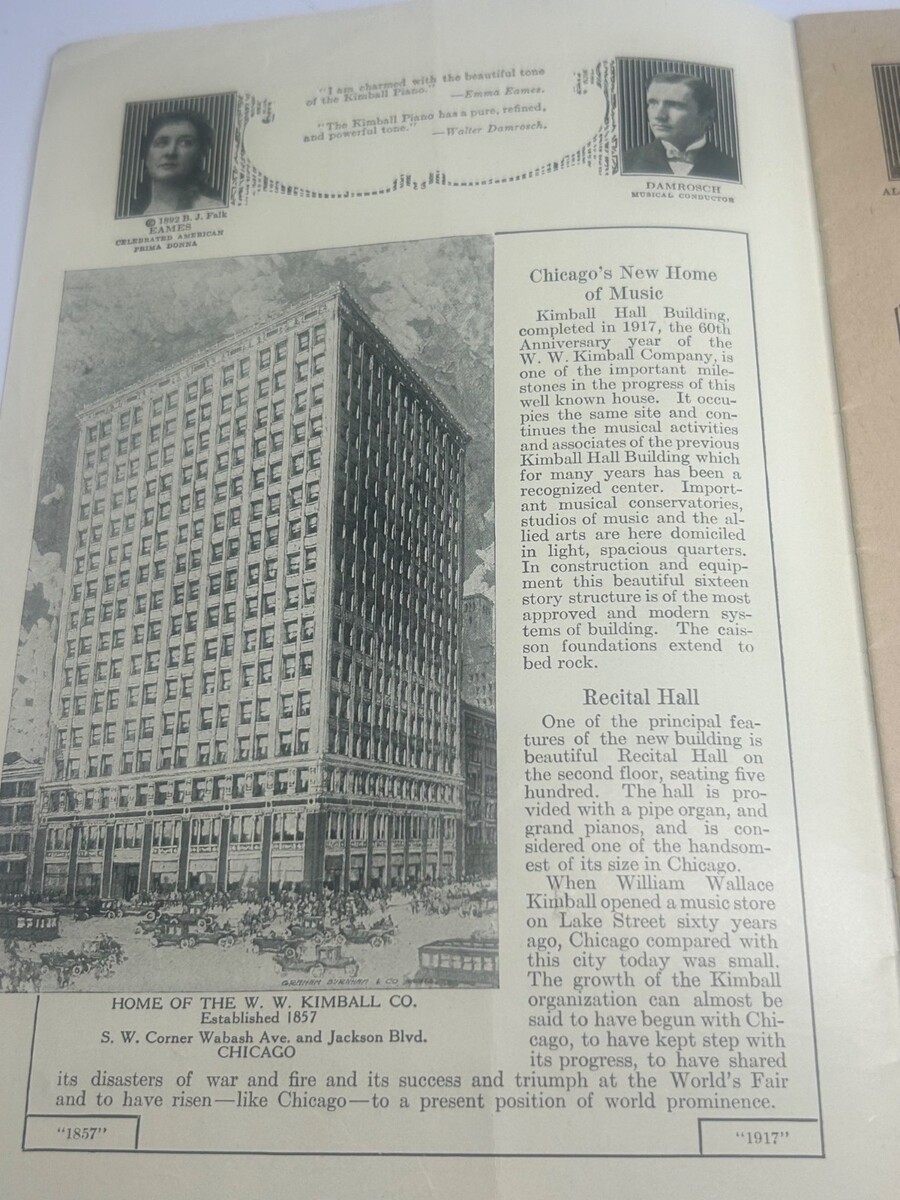 "I am charmed with the beautiful tone
of the Kimball Piano." —Emma Eames.
"The Kimball Piano has a pure, refined,
and powerful tone." —Walter Damrosch.
© 1892 B. J. Falk
EAMES
CELEBRATED AMERICAN
PRIMA DONNA
DAMROSCH
MUSICAL CONDUCTOR
Chicago's New Home
of Music
Kimball Hall Building,
completed in 1917, the 60th
Anniversary year of the
W. W. Kimball Company, is
one of the important mile-
stones in the progress of this
well known house. It occu-
pies the same site and con-
tinues the musical activities
and associates of the previous
Kimball Hall Building which
for many years has been a
recognized center. Import-
ant musical conservatories,
studios of music and the al-
lied arts are here domiciled
in light, spacious quarters.
In construction and equip-
ment this beautiful sixteen
story structure is of the most
approved and modern sys-
tems of building. The cais-
son foundations extend to
bed rock.
Recital Hall
One of the principal fea-
tures of the new building is
beautiful Recital Hall on
the second floor, seating five
hundred. The hall is pro-
vided with a pipe organ, and
grand pianos, and is con-
sidered one of the handsom-
est of its size in Chicago.
When William Wallace
Kimball opened a music store
on Lake Street sixty years
ago, Chicago compared with
this city today was small.
The growth of the Kimball
organization can almost be
said to have begun with Chi-
cago, to have kept step with
its progress, to have shared
its disasters of war and fire and its success and triumph at the World's Fair
and to have risen—like Chicago—to a present position of world prominence.
GRAHAM BURNHAM & CO
HOME OF THE W. W. KIMBALL CO.
Established 1857
S. W. Corner Wabash Ave. and Jackson Blvd.
CHICAGO
"1857"
"1917"
AL